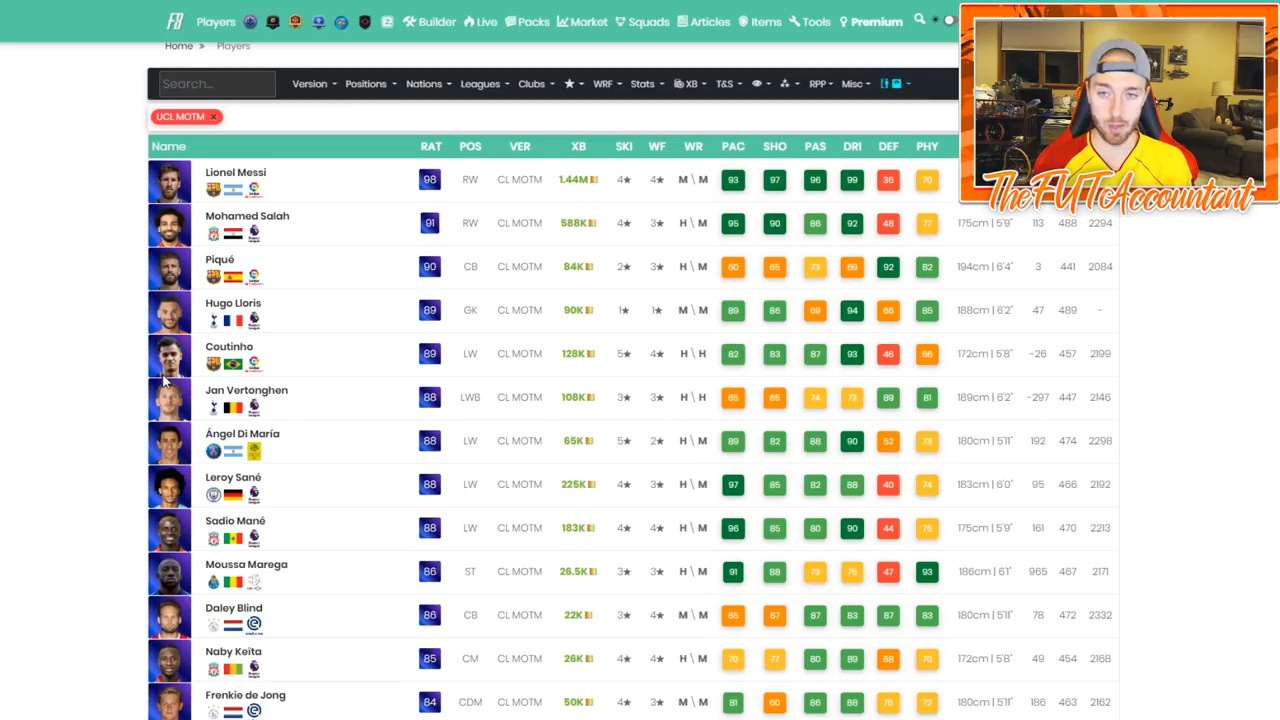 FB Players EZ Builder Live Packs Market Squads Articles Items Tools Premium
Home » Players
Search... Version Positions Nations Leagues Clubs ★ WRF Stats XB T&S RPP Misc
UCL MOTM ×
Name RAT POS VER XB SKI WF WR PAC SHO PAS DRI DEF PHY
TheFUTAccountant
Lionel Messi 98 RW CL MOTM 1.44M 4★ 4★ M \ M 93 97 96 99 36 70
Mohamed Salah 91 RW CL MOTM 588K 4★ 3★ H \ M 95 90 86 92 48 77 175cm | 5'9" 113 488 2294
Piqué 90 CB CL MOTM 84K 2★ 3★ H \ M 60 65 73 69 92 82 194cm | 6'4" 3 441 2084
Hugo Lloris 89 GK CL MOTM 90K 1★ 1★ M \ M 89 86 69 94 66 85 188cm | 6'2" 47 489 -
Coutinho 89 LW CL MOTM 128K 5★ 4★ H \ H 82 83 87 93 46 66 172cm | 5'8" -26 457 2199
Jan Vertonghen 88 LWB CL MOTM 108K 3★ 3★ H \ H 65 65 74 73 89 81 189cm | 6'2" -297 447 2146
Ángel Di María 88 LW CL MOTM 65K 5★ 2★ H \ M 89 82 88 90 52 73 180cm | 5'11" 192 474 2298
Leroy Sané 88 LW CL MOTM 225K 4★ 3★ H \ M 97 85 82 88 40 74 183cm | 6'0" 95 466 2192
Sadio Mané 88 LW CL MOTM 183K 4★ 4★ H \ M 96 85 80 90 44 75 175cm | 5'9" 161 470 2213
Moussa Marega 86 ST CL MOTM 26.5K 3★ 3★ H \ M 91 88 73 75 47 93 186cm | 6'1" 965 467 2171
Daley Blind 86 CB CL MOTM 22K 3★ 4★ M \ M 65 67 87 83 87 83 180cm | 5'11" 78 472 2332
Naby Keïta 85 CM CL MOTM 26K 4★ 4★ H \ M 70 77 80 89 68 70 172cm | 5'8" 49 454 2168
Frenkie de Jong 84 CDM CL MOTM 50K 4★ 3★ H \ M 81 60 86 88 76 72 180cm | 5'11" 186 463 2162